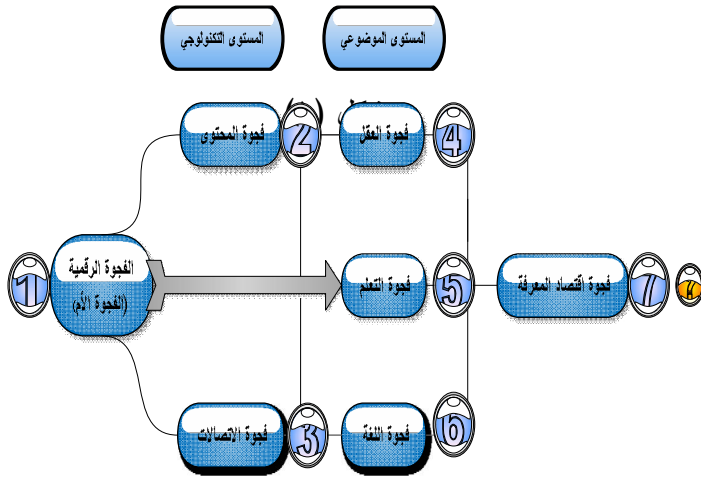 المستوى الموضوعي
المستوى التكنولوجي
فجوة المحتوى
2
فجوة العقل
4
1
الفجوة الرقمية
(الفجوة الأم)
فجوة التعلم
5
فجوة اقتصاد المعرفة
7
فجوة الاتصالات
3
فجوة اللغة
6